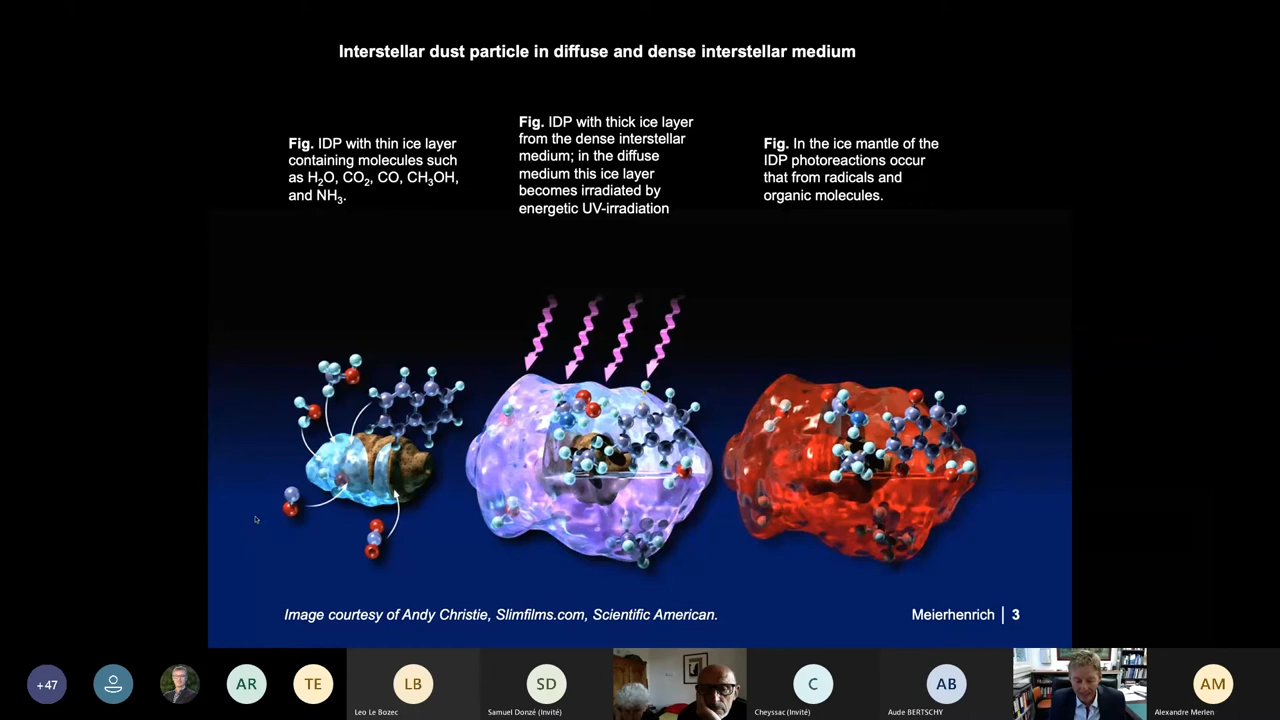 Interstellar dust particle in diffuse and dense interstellar medium
Fig. IDP with thin ice layer
containing molecules such
as H₂O, CO₂, CO, CH₃OH,
and NH₃.
Fig. IDP with thick ice layer
from the dense interstellar
medium; in the diffuse
medium this ice layer
becomes irradiated by
energetic UV-irradiation
Fig. In the ice mantle of the
IDP photoreactions occur
that from radicals and
organic molecules.
Image courtesy of Andy Christie, Slimfilms.com, Scientific American.
Meierhenrich | 3
+47
AR
TE
LB
Leo Le Bozec
SD
Samuel Donzé (Invité)
C
Cheyssac (Invité)
AB
Aude BERTSCHY
AM
Alexandre Merlen